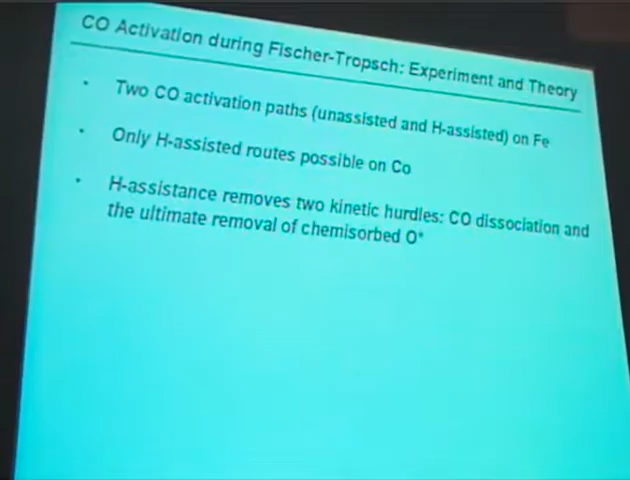 CO Activation during Fischer-Tropsch: Experiment and Theory
• Two CO activation paths (unassisted and H-assisted) on Fe
• Only H-assisted routes possible on Co
• H-assistance removes two kinetic hurdles: CO dissociation and
the ultimate removal of chemisorbed O*